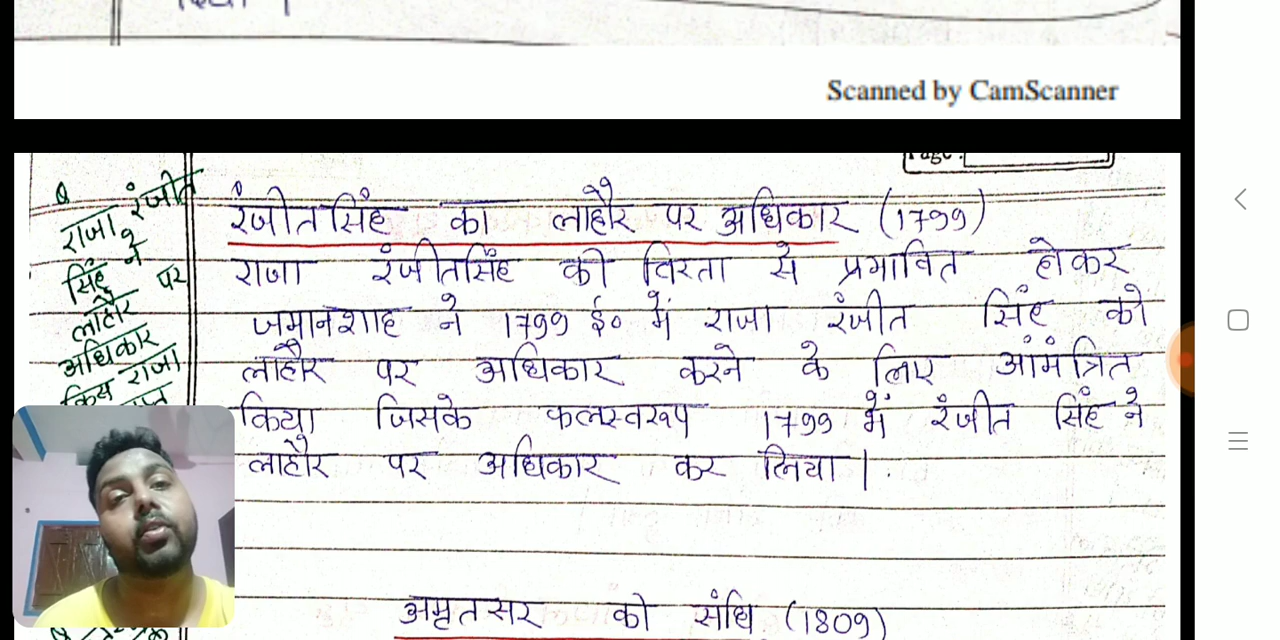 Scanned by CamScanner
रंजीतसिंह का लाहौर पर अधिकार (1799)
राजा रंजीतसिंह की विरता से प्रभावित होकर
जमानशाह ने 1799 ई० में राजा रंजीत सिंह को
लाहौर पर अधिकार करने के लिए आंमंत्रित
किया जिसके फलस्वरूप 1799 में रंजीत सिंह ने
लाहौर पर अधिकार कर लिया।
अमृतसर को संधि (1809)
राजा रंजीत
सिंह ने
लाहौर पर
अधिकार
किस राजा